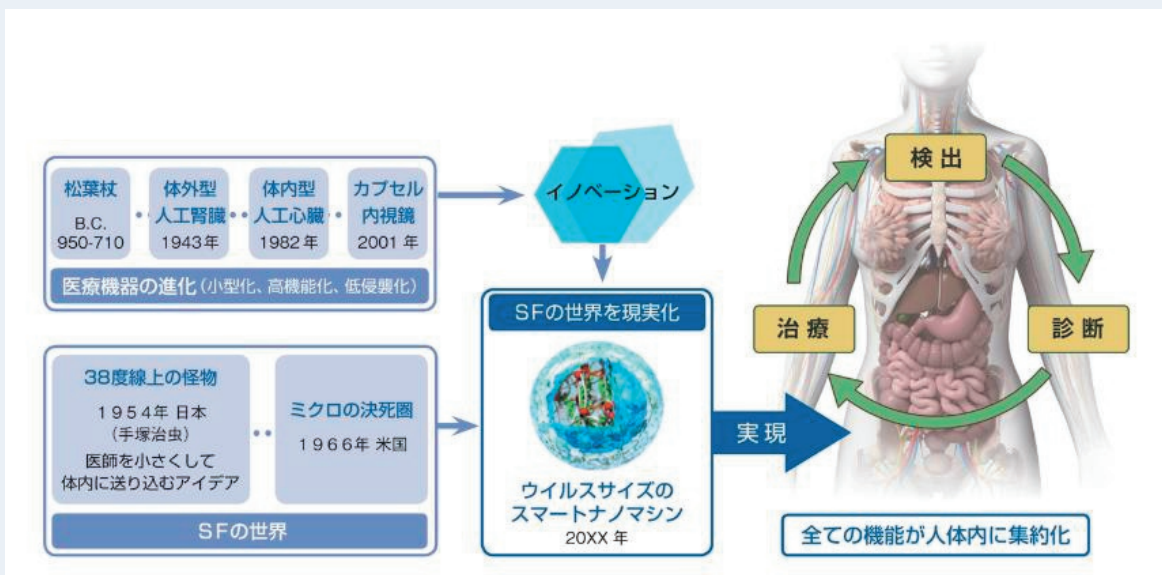 松葉杖
B.C.
950-710
体外型
人工腎臓
1943年
体内型
人工心臓
1982年
カプセル
内視鏡
2001年
医療機器の進化(小型化、高機能化、低侵襲化)
イノベーション
38度線上の怪物
1954年 日本
(手塚治虫)
医師を小さくして
体内に送り込むアイデア
ミクロの決死圏
1966年 米国
SFの世界
SFの世界を現実化
ウイルスサイズの
スマートナノマシン
20XX年
実現
検出
診断
治療
全ての機能が人体内に集約化